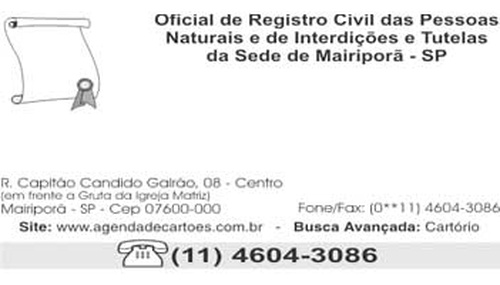 Oficial de Registro Civil das Pessoas
Naturais e de Interdições e Tutelas
da Sede de Mairiporã - SP
R. Capitão Candido Galrão, 08 - Centro
(em frente a Gruta da Igreja Matriz)
Mairiporã - SP - Cep 07600-000
Fone/Fax: (0**11) 4604-3086
Site: www.agendadecartoes.com.br - Busca Avançada: Cartório
(11) 4604-3086